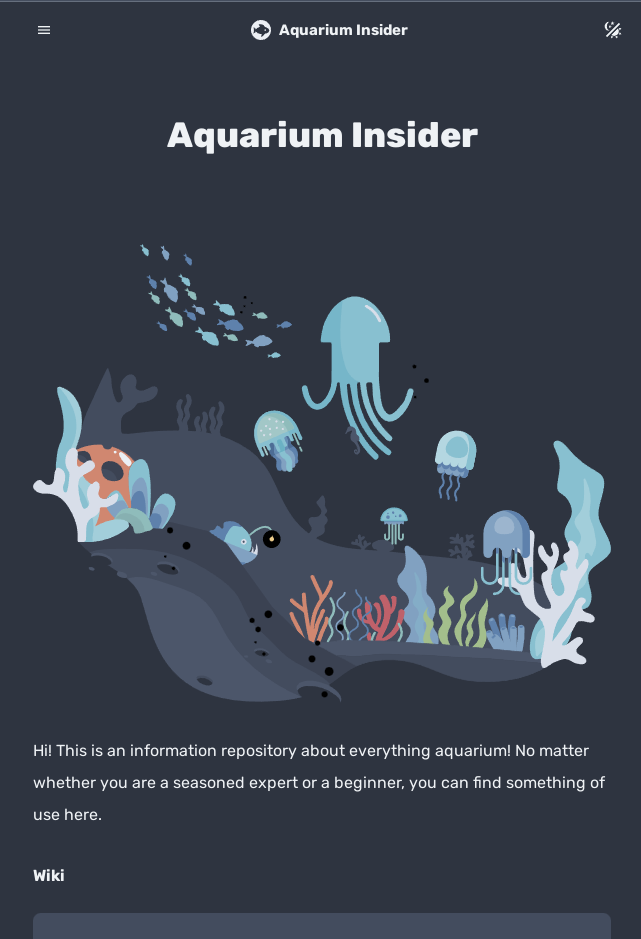 Aquarium Insider
Aquarium Insider
Hi! This is an information repository about everything aquarium! No matter
whether you are a seasoned expert or a beginner, you can find something of
use here.
Wiki